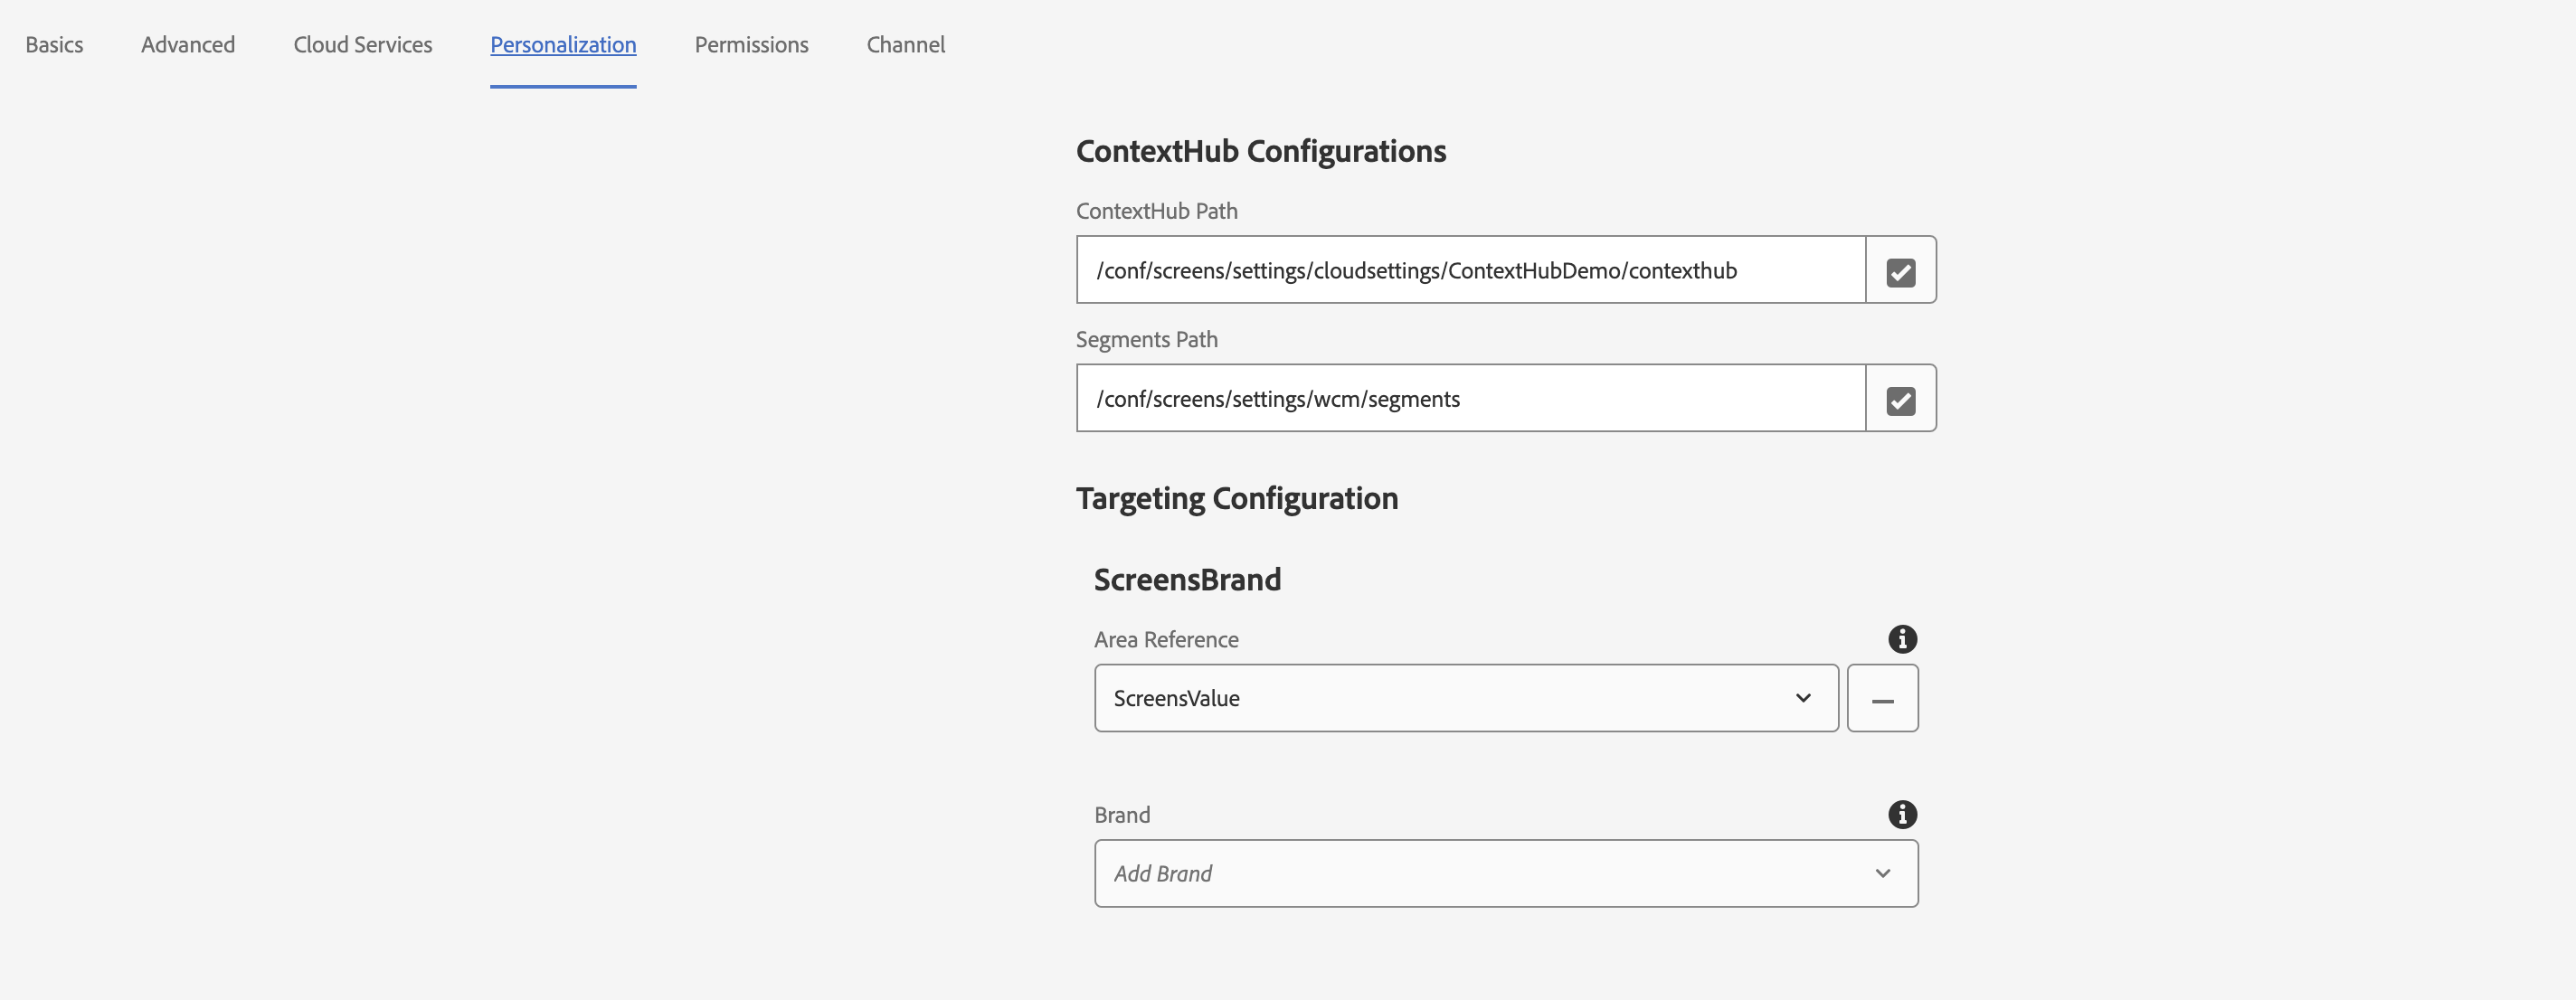 Basics Advanced Cloud Services Personalization Permissions Channel
ContextHub Configurations
ContextHub Path
/conf/screens/settings/cloudsettings/ContextHubDemo/contexthub
Segments Path
/conf/screens/settings/wcm/segments
Targeting Configuration
ScreensBrand
Area Reference
ScreensValue
Brand
Add Brand